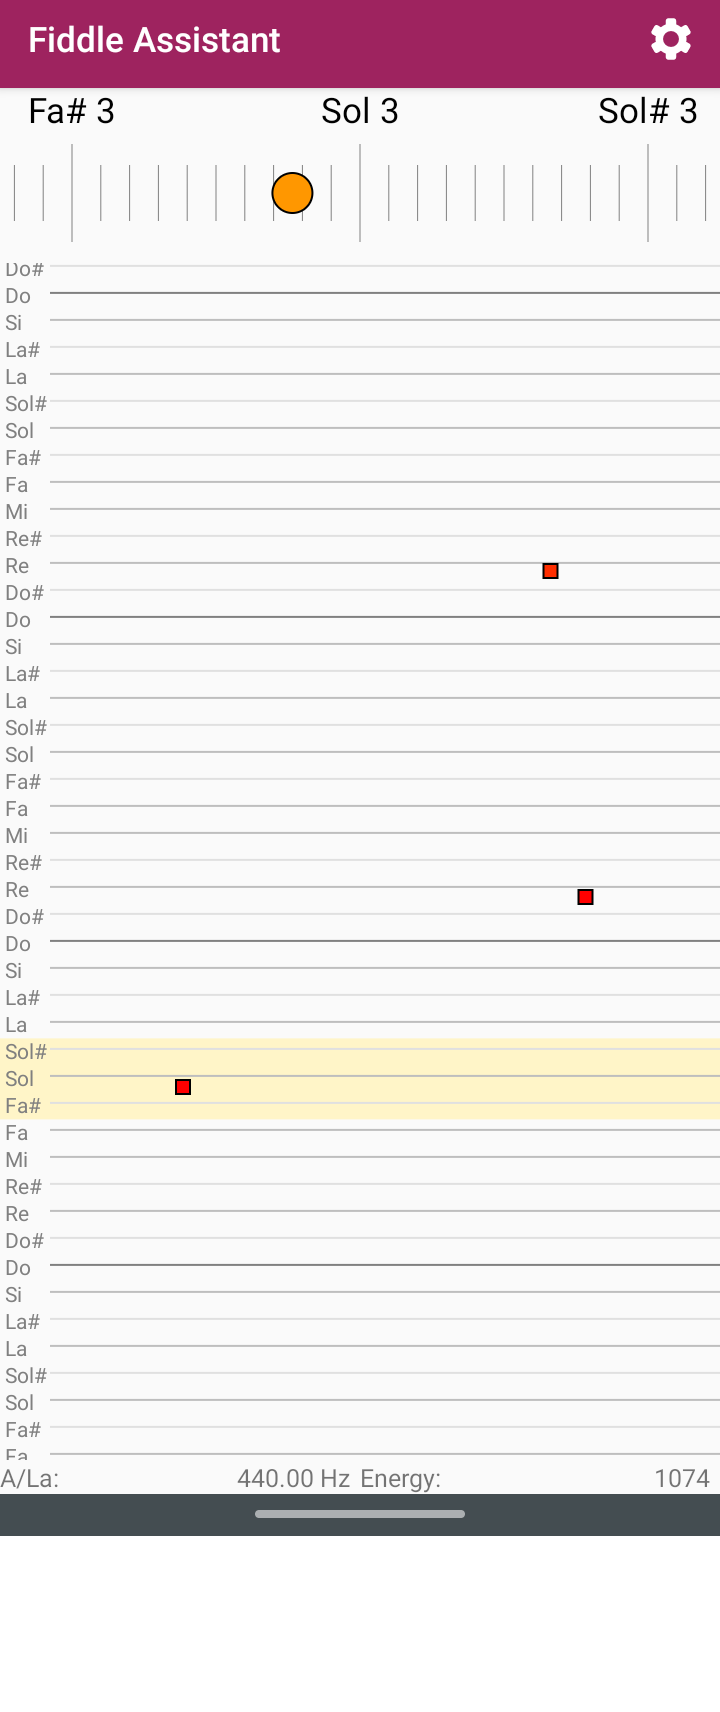 Fiddle Assistant
Fa# 3 Sol 3 Sol# 3
Do#
Do
Si
La#
La
Sol#
Sol
Fa#
Fa
Mi
Re#
Re
Do#
Do
Si
La#
La
Sol#
Sol
Fa#
Fa
Mi
Re#
Re
Do#
Do
Si
La#
La
Sol#
Sol
Fa#
Fa
Mi
Re#
Re
Do#
Do
Si
La#
La
Sol#
Sol
Fa#
Fa
A/La: 440.00 Hz Energy: 1074